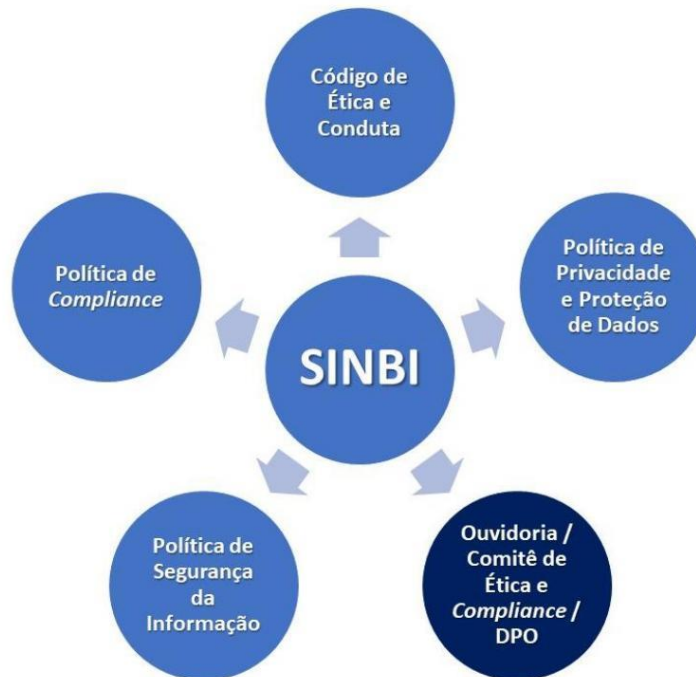 Código de
Ética e
Conduta
Política de
Compliance
Política de
Privacidade
e Proteção
de Dados
SINBI
Política de
Segurança
da
Informação
Ouvidoria /
Comitê de
Ética e
Compliance /
DPO